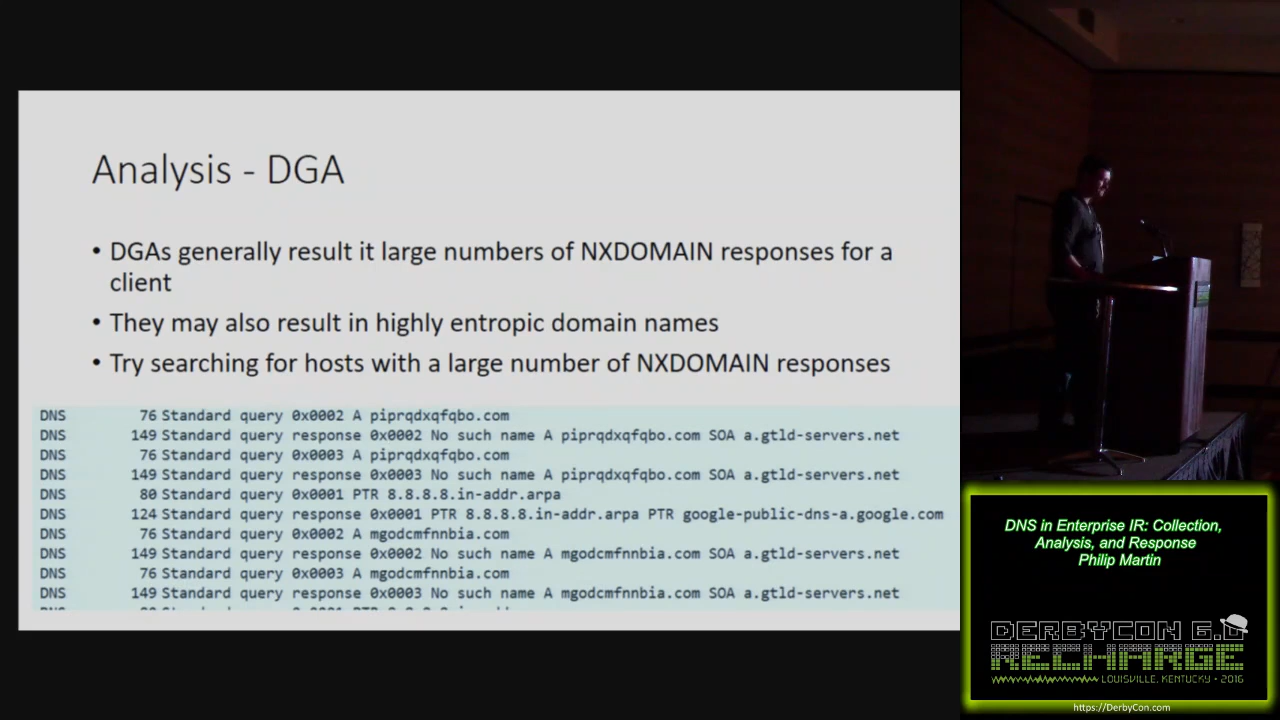 Analysis - DGA
• DGAs generally result it large numbers of NXDOMAIN responses for a
client
• They may also result in highly entropic domain names
• Try searching for hosts with a large number of NXDOMAIN responses
DNS 76 Standard query 0x0002 A piprqdxqfqbo.com
DNS 149 Standard query response 0x0002 No such name A piprqdxqfqbo.com SOA a.gtld-servers.net
DNS 76 Standard query 0x0003 A piprqdxqfqbo.com
DNS 149 Standard query response 0x0003 No such name A piprqdxqfqbo.com SOA a.gtld-servers.net
DNS 80 Standard query 0x0001 PTR 8.8.8.8.in-addr.arpa
DNS 124 Standard query response 0x0001 PTR 8.8.8.8.in-addr.arpa PTR google-public-dns-a.google.com
DNS 76 Standard query 0x0002 A mgodcmfnnbia.com
DNS 149 Standard query response 0x0002 No such name A mgodcmfnnbia.com SOA a.gtld-servers.net
DNS 76 Standard query 0x0003 A mgodcmfnnbia.com
DNS 149 Standard query response 0x0003 No such name A mgodcmfnnbia.com SOA a.gtld-servers.net
DNS in Enterprise IR: Collection,
Analysis, and Response
Philip Martin
DERBYCON 6.0
RECHARGE
LOUISVILLE, KENTUCKY • 2016
https://DerbyCon.com